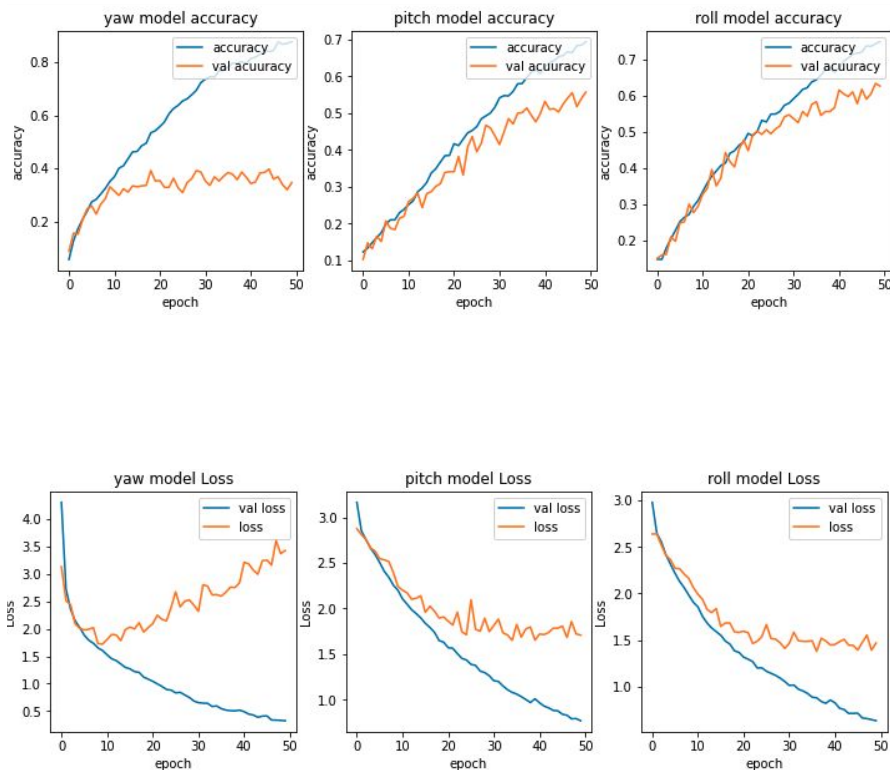 yaw model accuracy
accuracy
val acuuracy
accuracy
0.8
0.6
0.4
0.2
0 10 20 30 40 50
epoch
pitch model accuracy
accuracy
val acuuracy
accuracy
0.7
0.6
0.5
0.4
0.3
0.2
0.1
0 10 20 30 40 50
epoch
roll model accuracy
accuracy
val acuuracy
accuracy
0.7
0.6
0.5
0.4
0.3
0.2
0 10 20 30 40 50
epoch
yaw model Loss
val loss
loss
Loss
4.0
3.5
3.0
2.5
2.0
1.5
1.0
0.5
0 10 20 30 40 50
epoch
pitch model Loss
val loss
loss
Loss
3.0
2.5
2.0
1.5
1.0
0 10 20 30 40 50
epoch
roll model Loss
val loss
loss
Loss
3.0
2.5
2.0
1.5
1.0
0 10 20 30 40 50
epoch